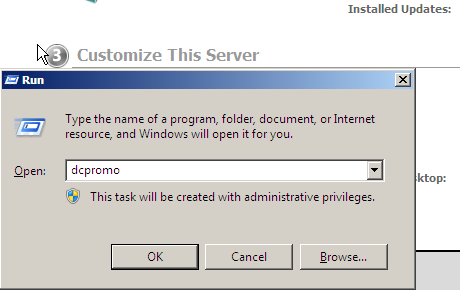 Installed Updates:
3 Customize This Server
Run
Type the name of a program, folder, document, or Internet
resource, and Windows will open it for you.
Open: dcpromo
This task will be created with administrative privileges.
sktop:
OK Cancel Browse...